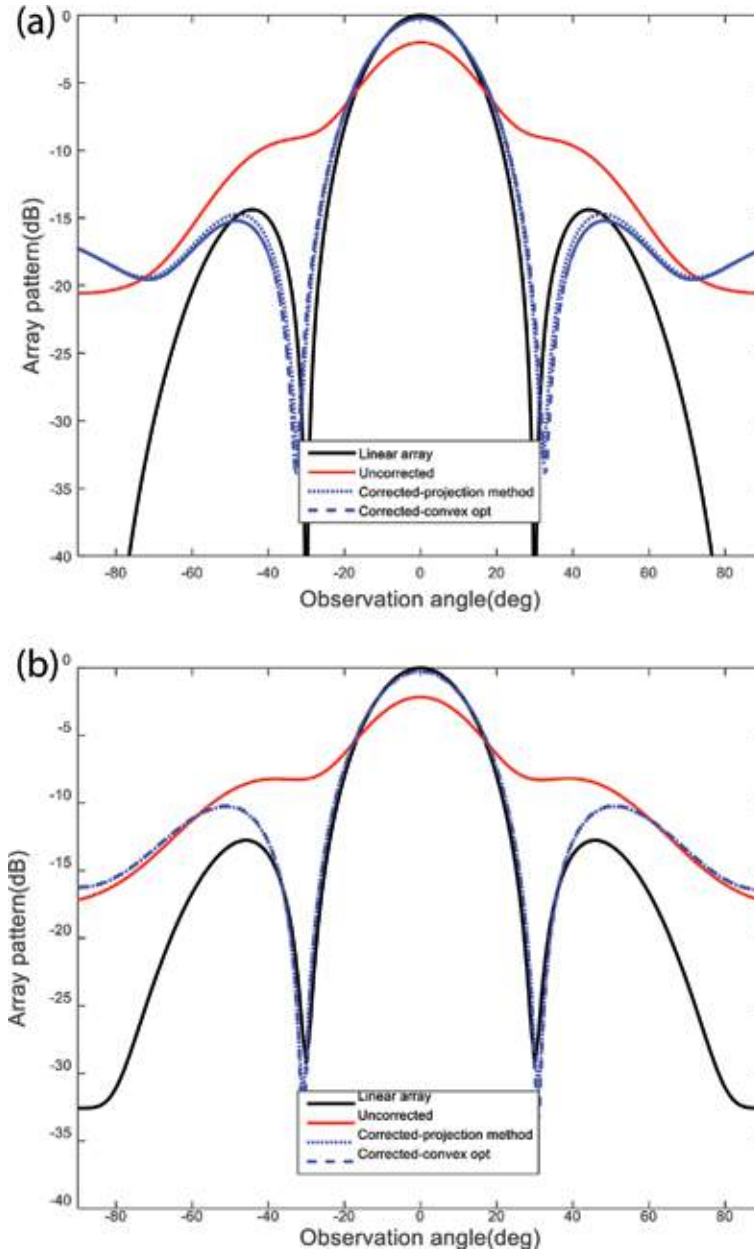 (a)
0
-5
-10
-15
-20
-25
-30
-35
-40
Array pattern(dB)
Linear array
Uncorrected
Corrected-projection method
Corrected-convex opt
-80 -60 -40 -20 0 20 40 60 80
Observation angle(deg)
(b)
0
-5
-10
-15
-20
-25
-30
-35
-40
Array pattern(dB)
Linear array
Uncorrected
Corrected-projection method
Corrected-convex opt
-80 -60 -40 -20 0 20 40 60 80
Observation angle(deg)